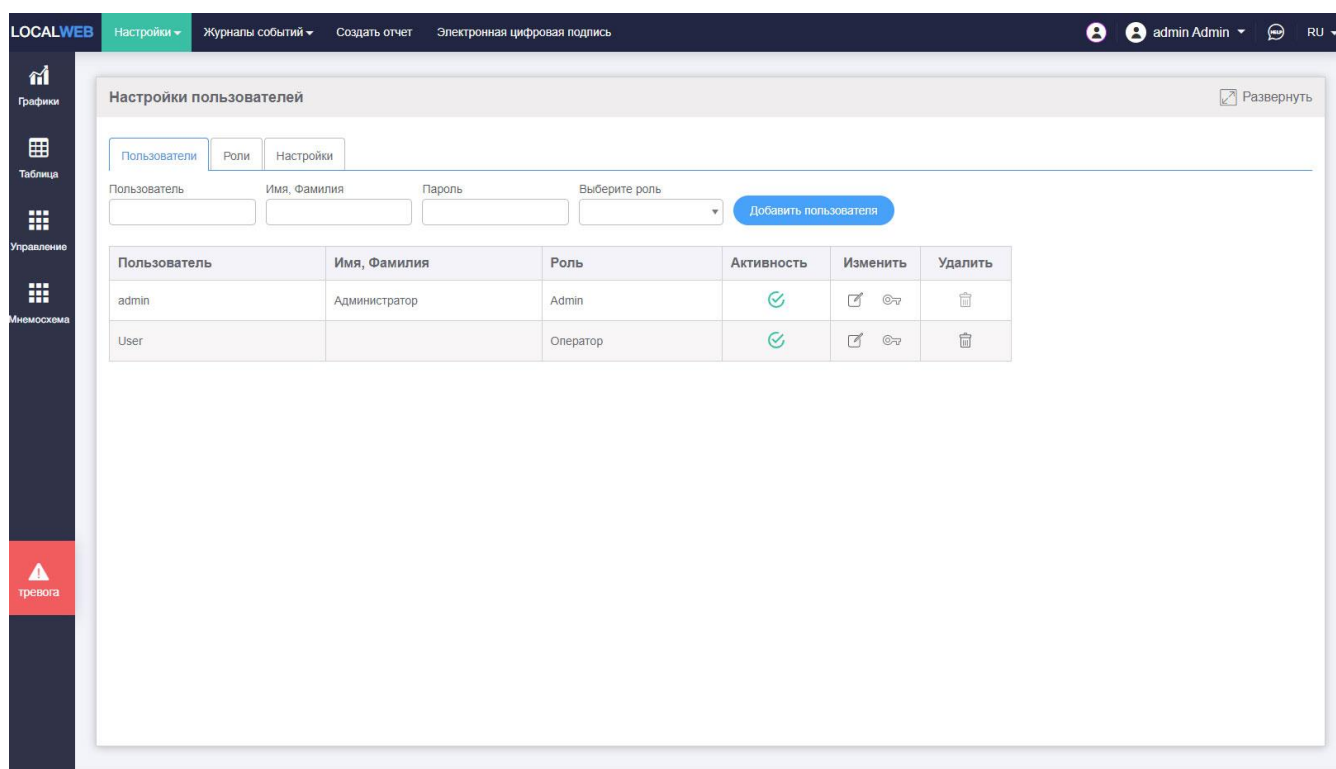 LOCALWEB Настройки Журналы событий Создать отчет Электронная цифровая подпись admin Admin HELP RU
Графики
Таблица
Управление
Мнемосхема
тревога
Настройки пользователей Развернуть
Пользователи Роли Настройки
Пользователь Имя, Фамилия Пароль Выберите роль
Добавить пользователя
Пользователь Имя, Фамилия Роль Активность Изменить Удалить
admin Администратор Admin
User Оператор